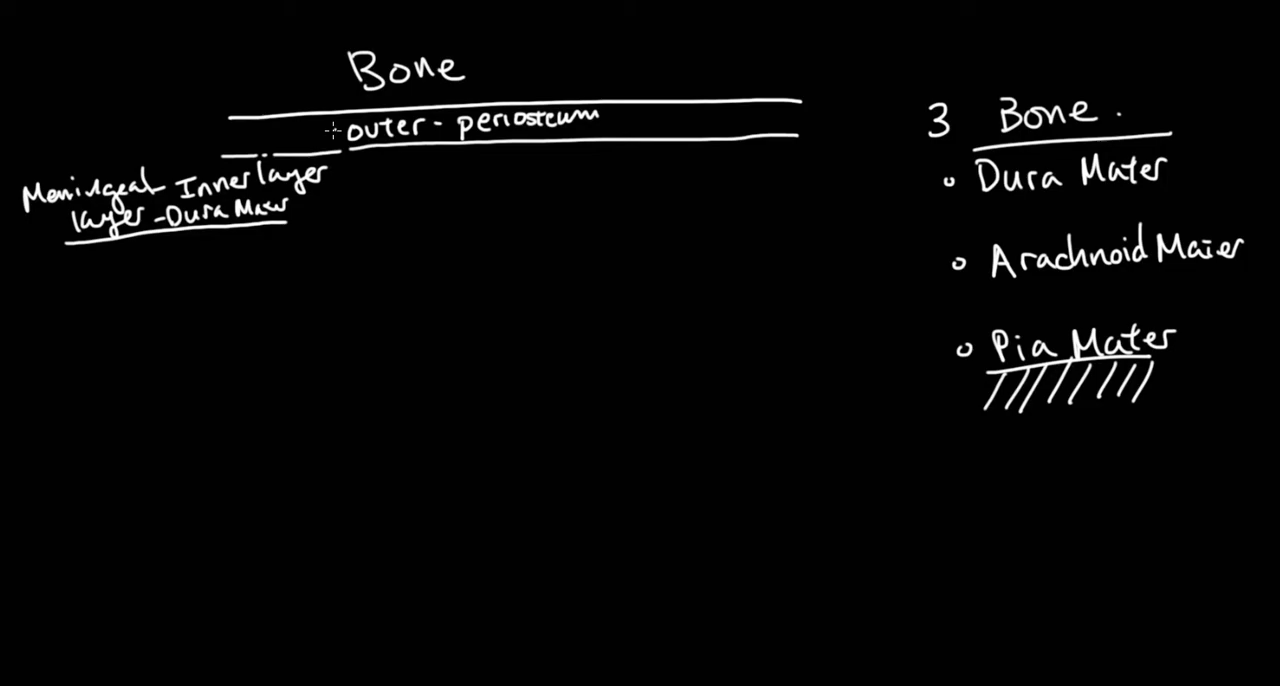 Bone
outer - periosteum
Meningeal Inner layer
layer - Dura Mater
3 Bone.
Dura Mater
Arachnoid Mater
Pia Mater